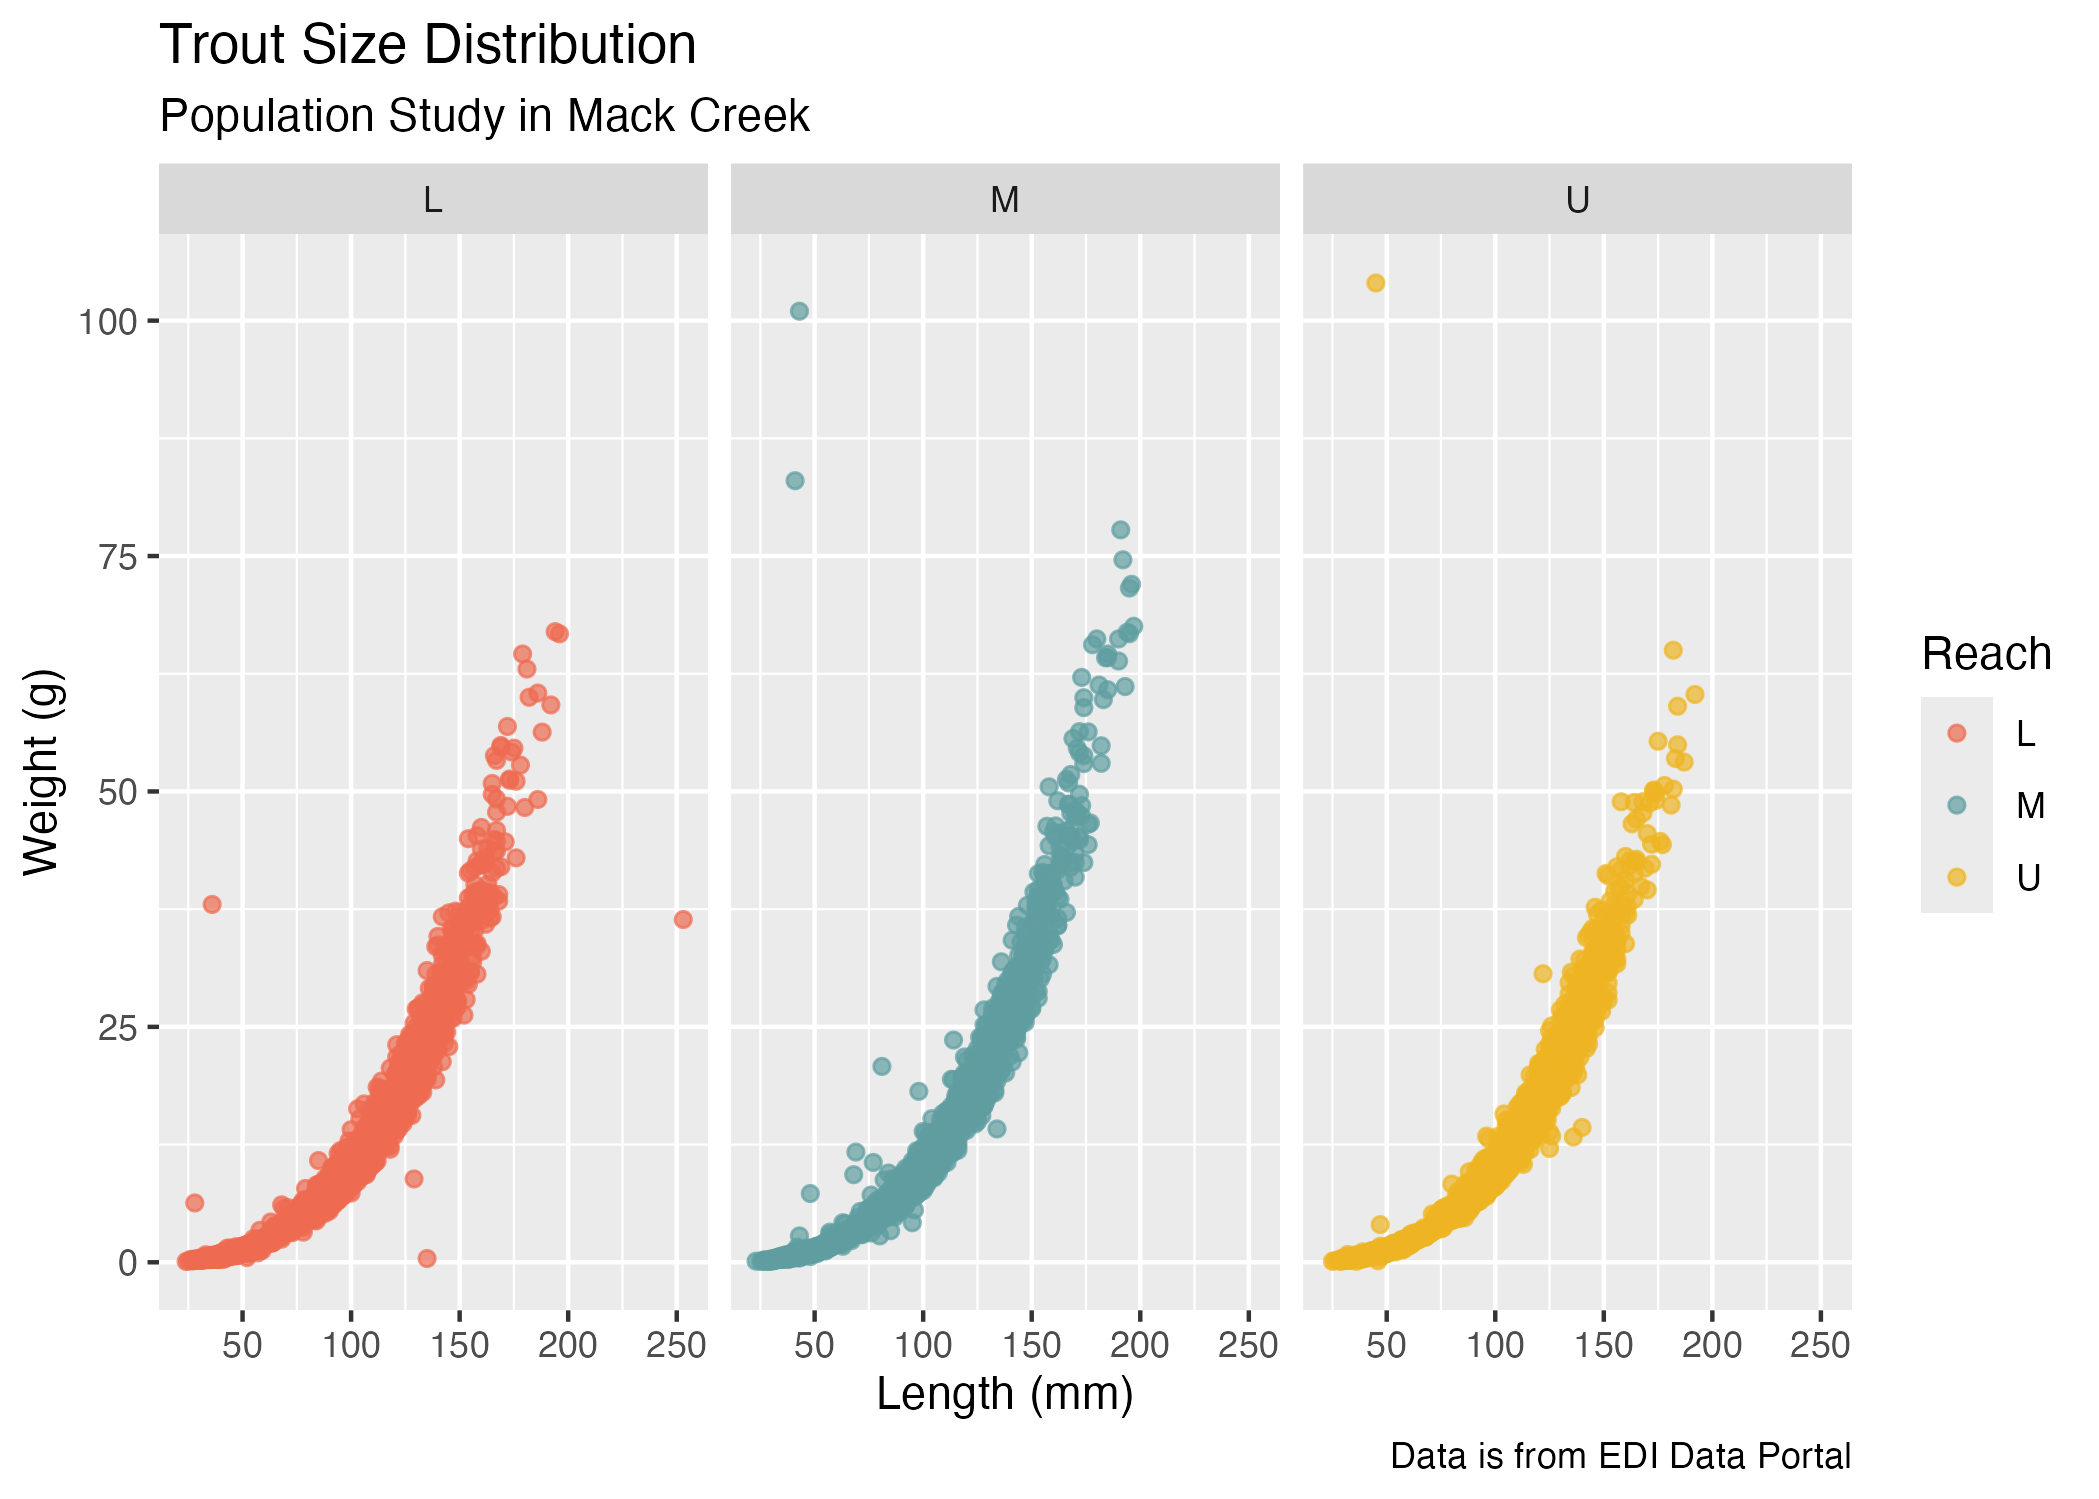 Trout Size Distribution
Population Study in Mack Creek
L M U
100
75
50
25
0
Weight (g)
50 100 150 200 250 50 100 150 200 250 50 100 150 200 250
Length (mm)
Reach
L
M
U
Data is from EDI Data Portal